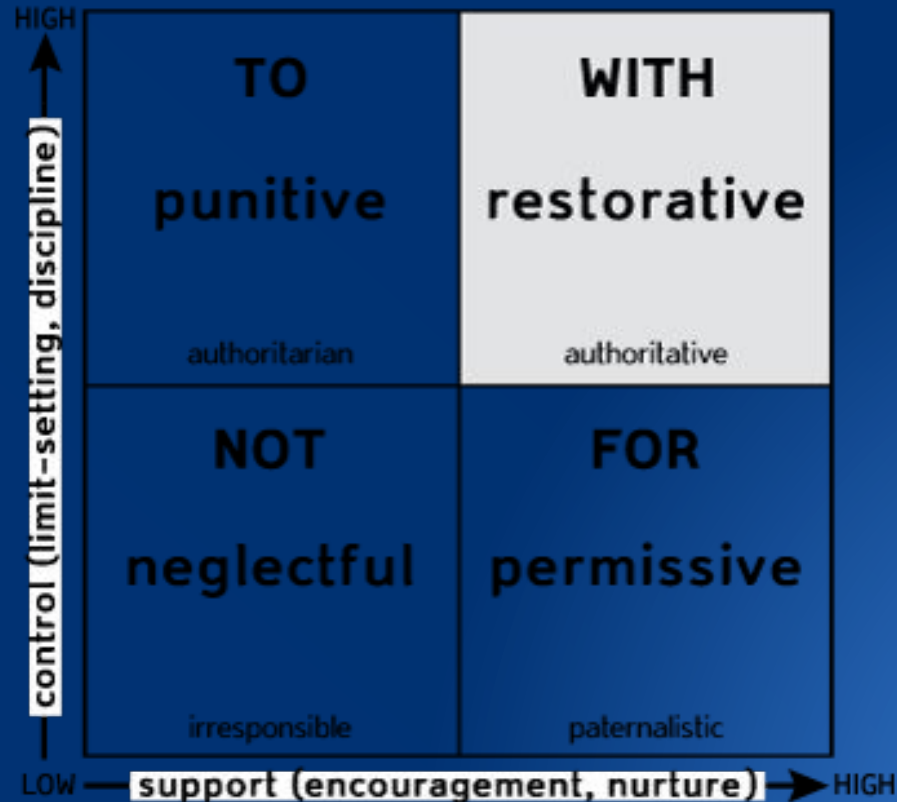 HIGH
TO
WITH
punitive
restorative
authoritarian
authoritative
control (limit-setting, discipline)
NOT
FOR
neglectful
permissive
irresponsible
paternalistic
LOW
support (encouragement, nurture)
HIGH